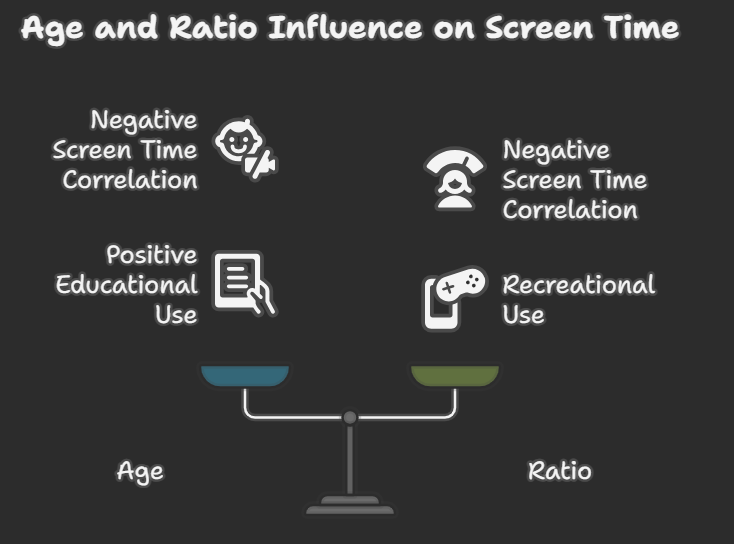 Age and Ratio Influence on Screen Time
Negative
Screen Time
Correlation
Positive
Educational
Use
Negative
Screen Time
Correlation
Recreational
Use
Age
Ratio